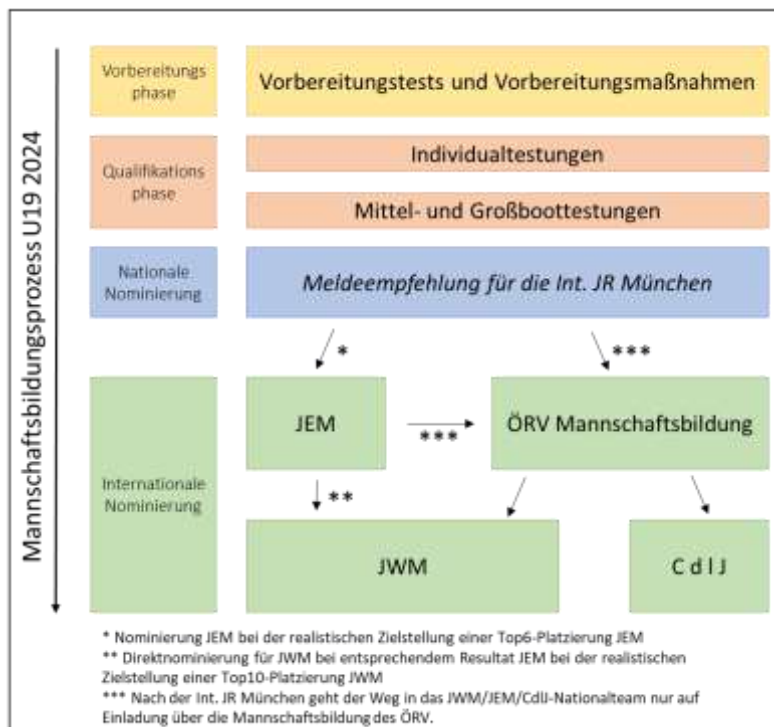 Mannschaftsbildungsprozess U19 2024
Vorbereitungs
phase
Vorbereitungstests und Vorbereitungsmaßnahmen
Qualifikations
phase
Individualtestungen
Mittel- und Großboottestungen
Nationale
Nominierung
Meldeempfehlung für die Int. JR München
*
***
Internationale
Nominierung
JEM
***
ÖRV Mannschaftsbildung
**
JWM
C d l J
* Nominierung JEM bei der realistischen Zielstellung einer Top6-Platzierung JEM
** Direktnominierung für JWM bei entsprechendem Resultat JEM bei der realistischen
Zielstellung einer Top10-Platzierung JWM
*** Nach der Int. JR München geht der Weg in das JWM/JEM/CdlJ-Nationalteam nur auf
Einladung über die Mannschaftsbildung des ÖRV.